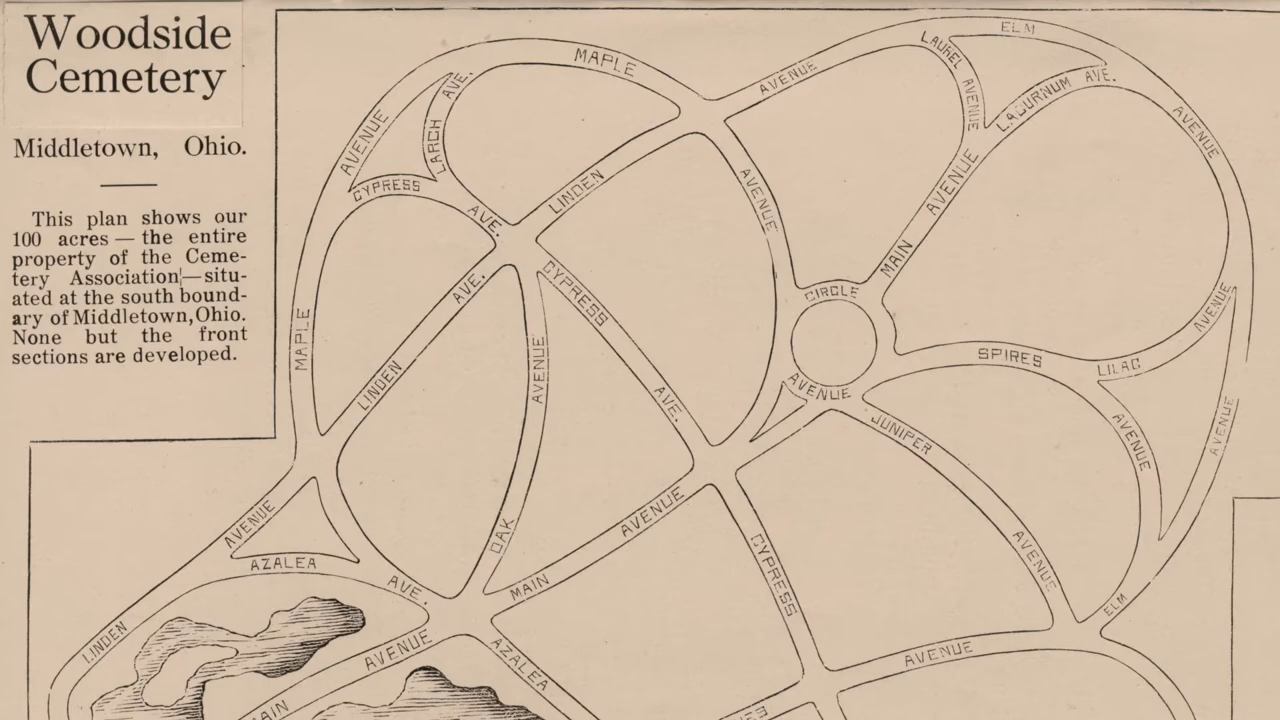 Woodside
Cemetery
Middletown, Ohio.
This plan shows our
100 acres — the entire
property of the Ceme-
tery Association—situ-
ated at the south bound-
ary of Middletown, Ohio.
None but the front
sections are developed.
MAPLE
AVENUE
LAUREL AVENUE
ELM
LABURNUM AVE.
AVENUE
AVENUE
LARCH AVE.
CYPRESS
AVE.
LINDEN
AVENUE
MAIN AVENUE
CIRCLE
AVENUE
MAPLE
LINDEN
AVE.
AVENUE
CYPRESS
AVE.
SPIRES
LILAC
AVENUE
AVENUE
AVENUE
JUNIPER
AVENUE
OAK
MAIN
AVENUE
CYPRESS
ELM
AVENUE
AZALEA
AVE.
LINDEN
AVENUE
AZALEA
AVENUE